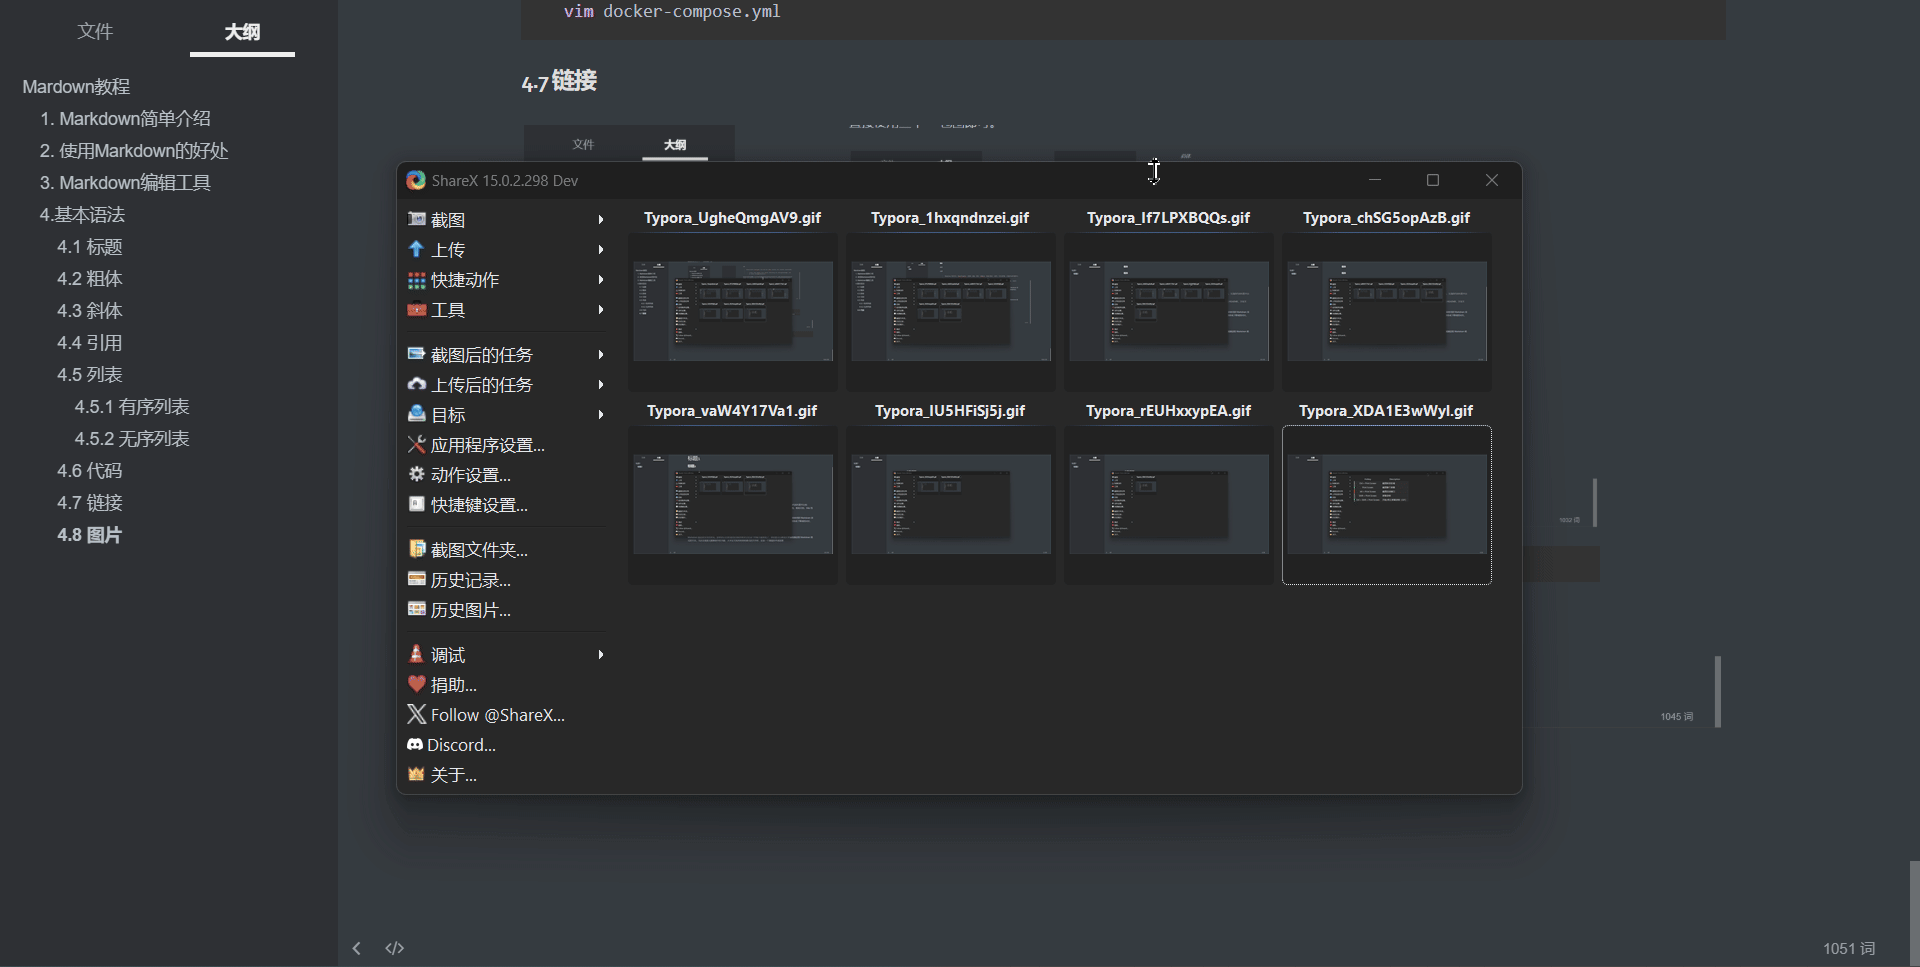 文件
大纲
Mardown教程
1. Markdown简单介绍
2. 使用Markdown的好处
3. Markdown编辑工具
4.基本语法
4.1 标题
4.2 粗体
4.3 斜体
4.4 引用
4.5 列表
4.5.1 有序列表
4.5.2 无序列表
4.6 代码
4.7 链接
4.8 图片
vim docker-compose.yml
4.7 链接
文件
大纲
ShareX 15.0.2.298 Dev
截图
上传
快捷动作
工具
截图后的任务
上传后的任务
目标
应用程序设置...
动作设置...
快捷键设置...
截图文件夹...
历史记录...
历史图片...
调试
捐助...
Follow @ShareX...
Discord...
关于...
Typora_UgheQmgAV9.gif
Typora_1hxqndnzei.gif
Typora_If7LPXBQQs.gif
Typora_chSG5opAzB.gif
Typora_vaW4Y17Va1.gif
Typora_IU5HFiSj5j.gif
Typora_rEUHxxypEA.gif
Typora_XDA1E3wWyI.gif
1052 词
1045 词
</> 
1051 词